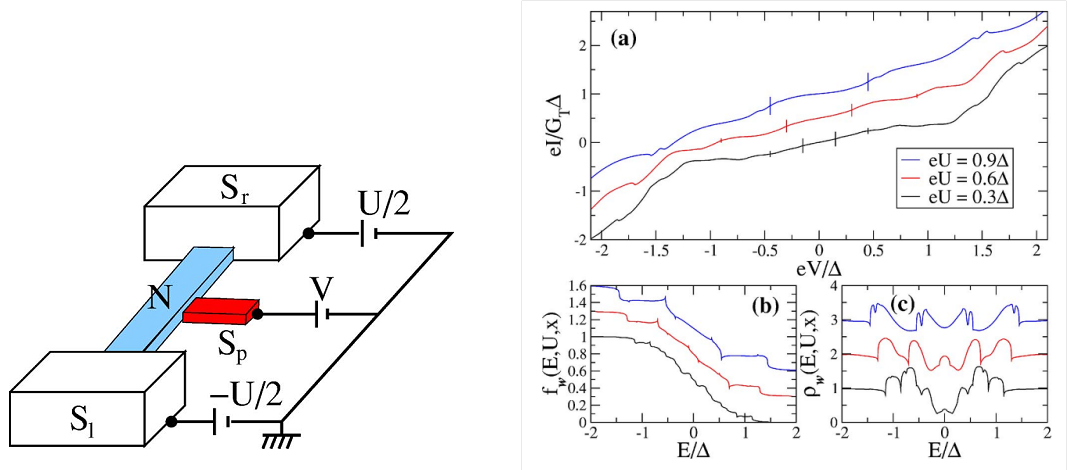 S_r
U/2
N
V
S_p
−U/2
S_l
(a)
eI/G_TΔ
2
1
0
-1
-2
eU = 0.9Δ
eU = 0.6Δ
eU = 0.3Δ
-2 -1.5 -1 -0.5 0 0.5 1 1.5 2
eV/Δ
(b)
f_w(E,U,x)
1.6
1.4
1.2
1
0.8
0.6
0.4
0.2
0
-2 -1 0 1 2
E/Δ
(c)
ρ_w(E,U,x)
4
3
2
1
0
-2 -1 0 1 2
E/Δ